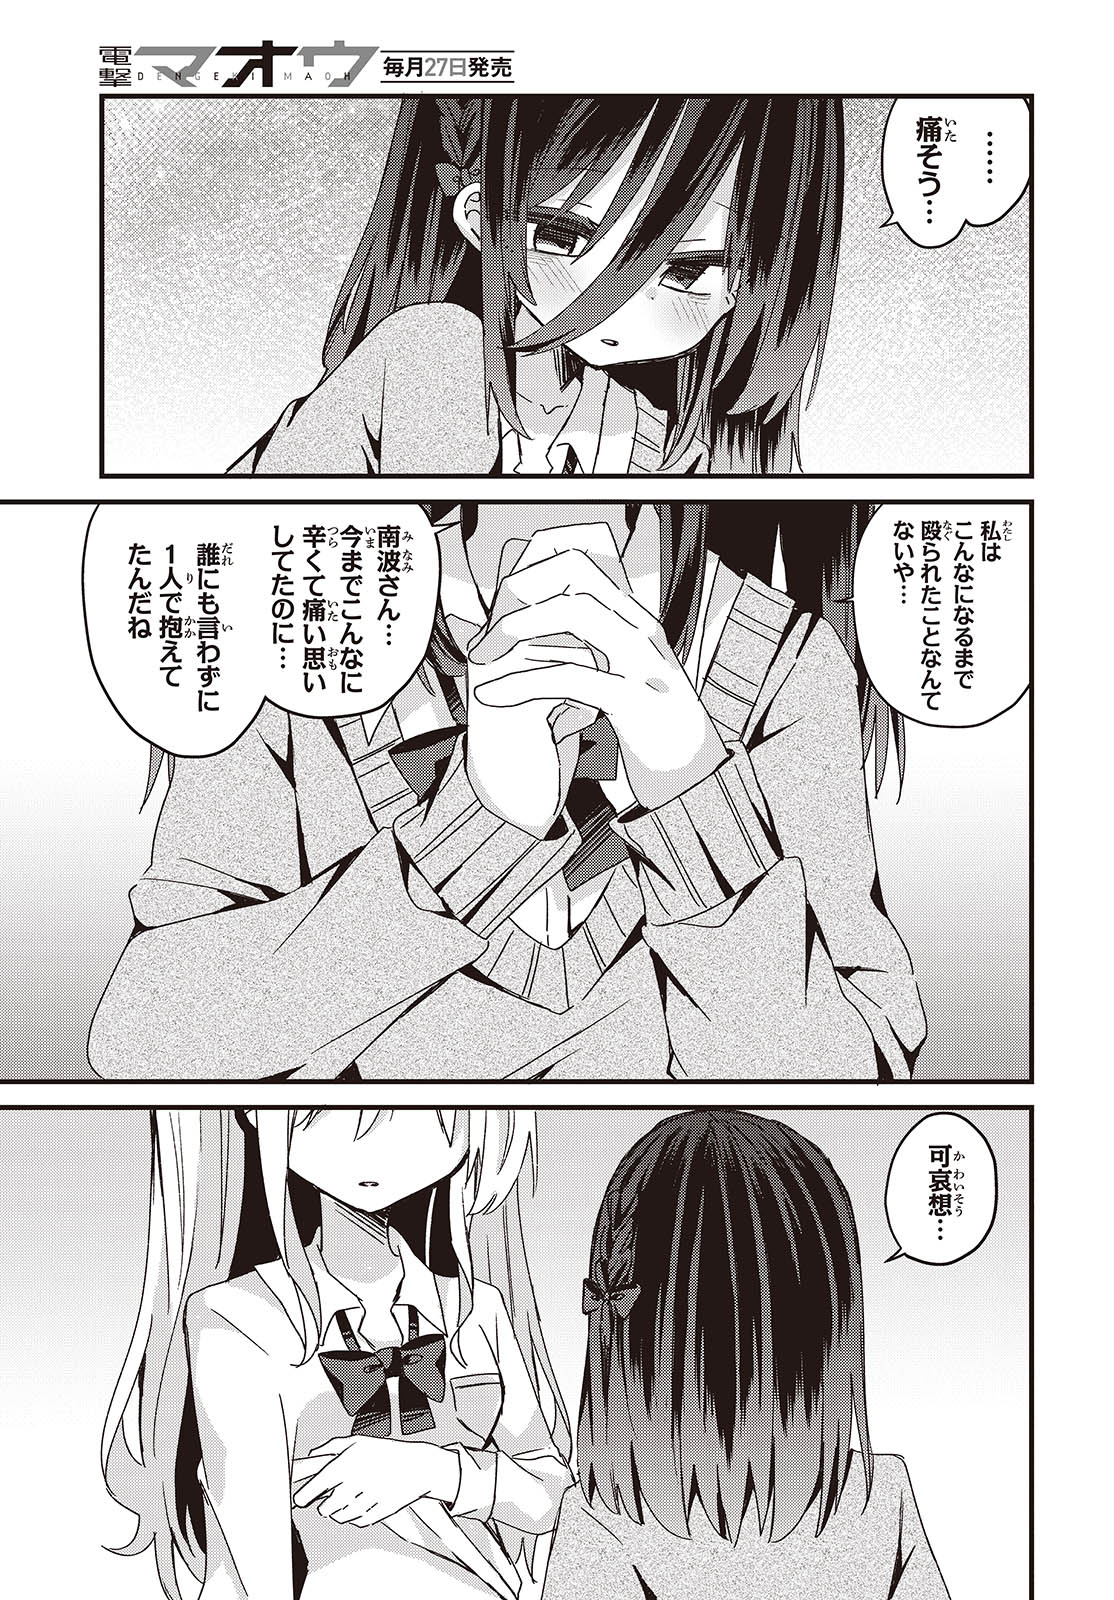 電撃マオウ
DENGEKI MAOH
毎月27日発売
……
痛そう…
私は
こんなになるまで
殴られたことなんて
ないや…
南波さん…
今までこんなに
辛くて痛い思い
してたのに…
誰にも言わずに
1人で抱えて
たんだね
可哀想…